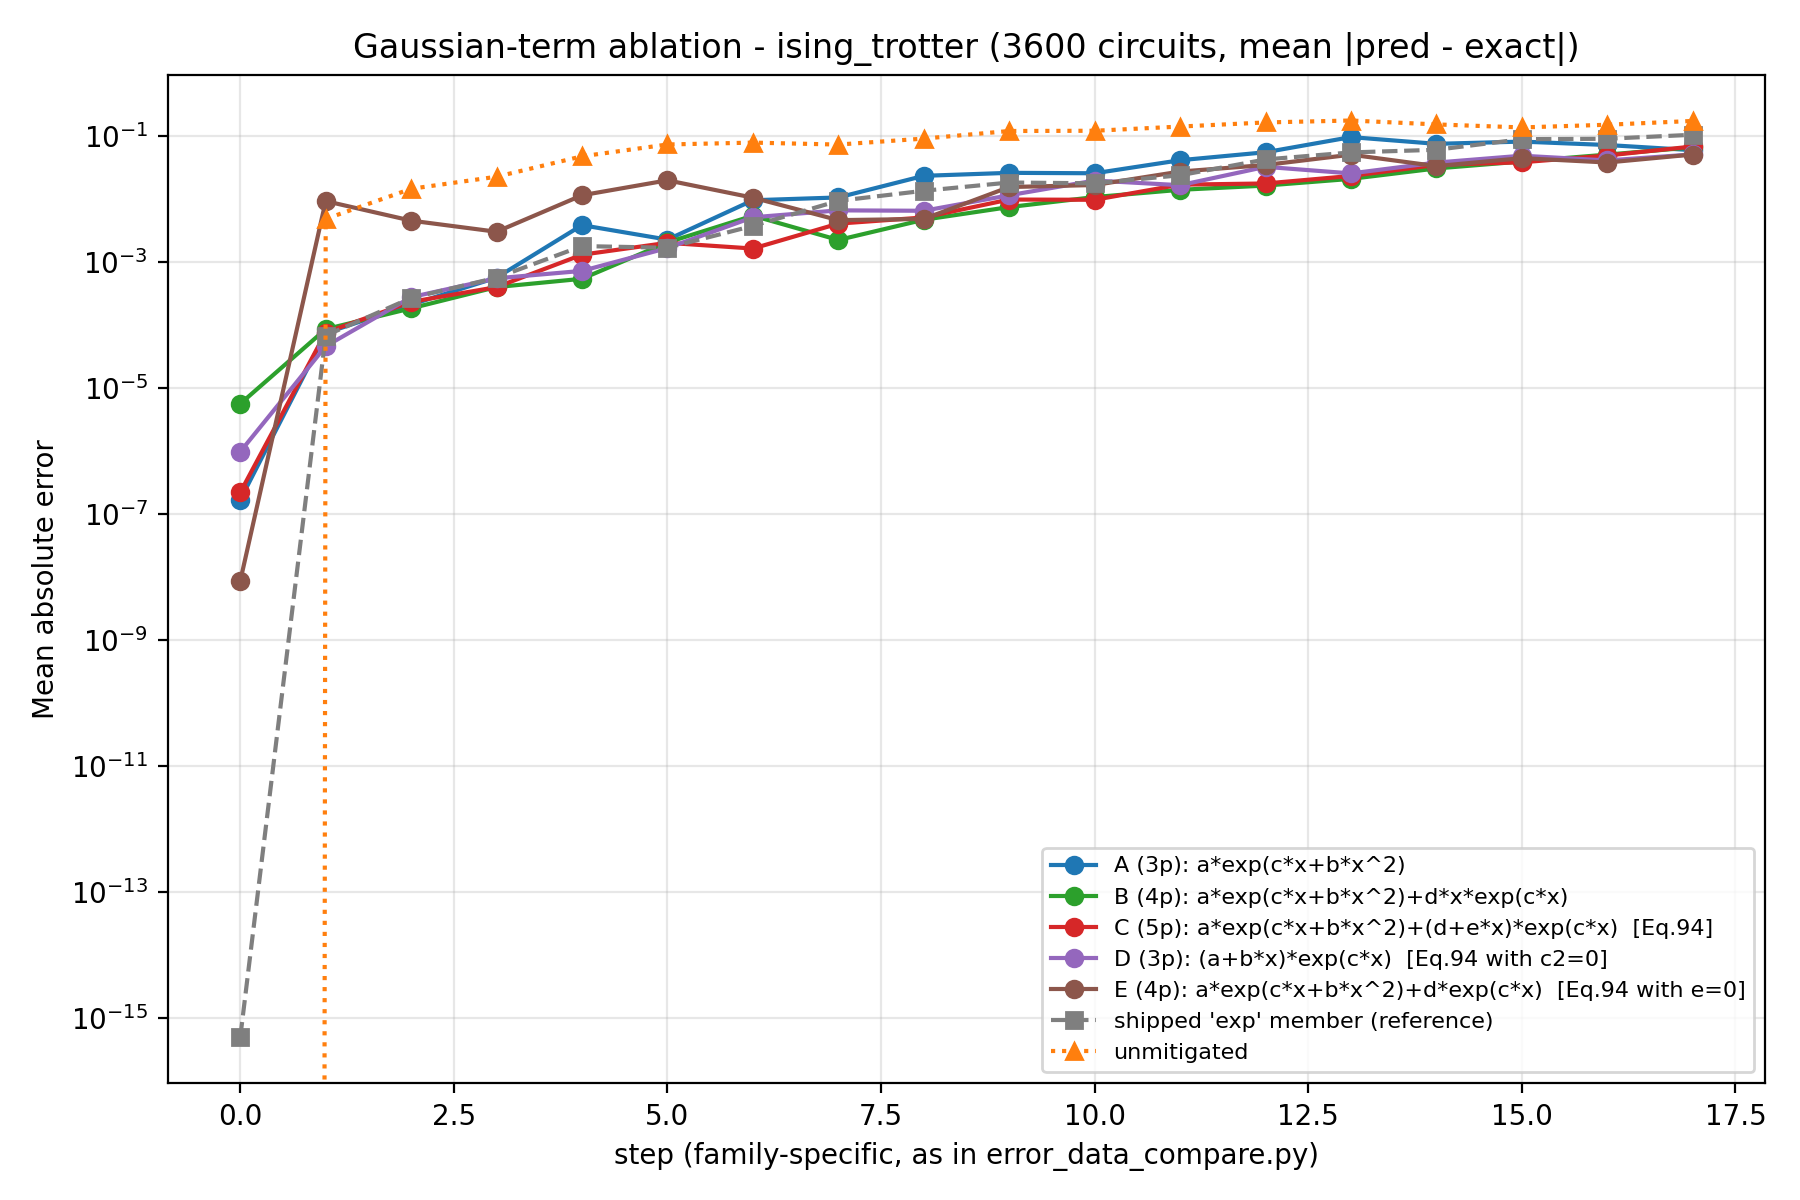 Gaussian-term ablation - ising_trotter (3600 circuits, mean |pred - exact|)
Mean absolute error
10⁻¹
10⁻³
10⁻⁵
10⁻⁷
10⁻⁹
10⁻¹¹
10⁻¹³
10⁻¹⁵
A (3p): a*exp(c*x+b*x^2)
B (4p): a*exp(c*x+b*x^2)+d*x*exp(c*x)
C (5p): a*exp(c*x+b*x^2)+(d+e*x)*exp(c*x)  [Eq.94]
D (3p): (a+b*x)*exp(c*x)  [Eq.94 with c2=0]
E (4p): a*exp(c*x+b*x^2)+d*exp(c*x)  [Eq.94 with e=0]
shipped 'exp' member (reference)
unmitigated
0.0 2.5 5.0 7.5 10.0 12.5 15.0 17.5
step (family-specific, as in error_data_compare.py)